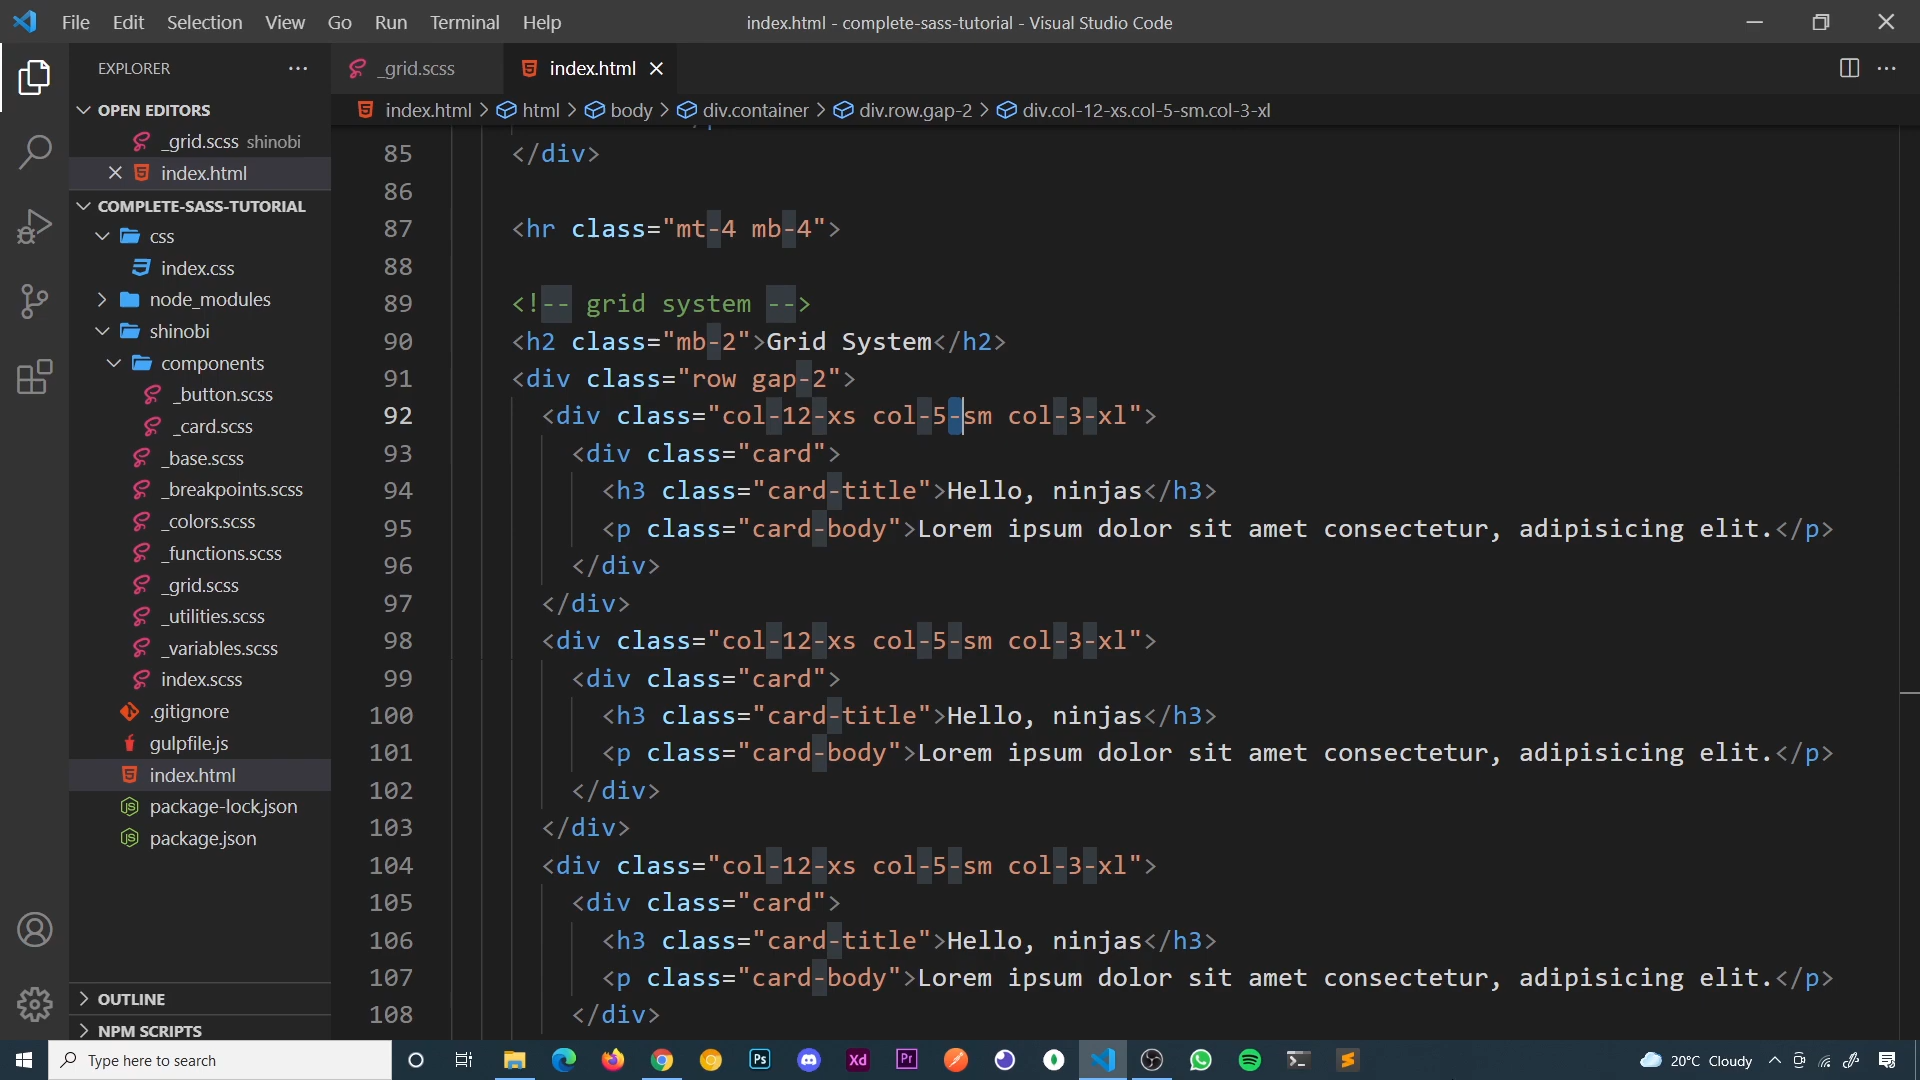 File Edit Selection View Go Run Terminal Help
index.html - complete-sass-tutorial - Visual Studio Code
EXPLORER
OPEN EDITORS
_grid.scss shinobi
index.html
COMPLETE-SASS-TUTORIAL
css
index.css
node_modules
shinobi
components
_button.scss
_card.scss
_base.scss
_breakpoints.scss
_colors.scss
_functions.scss
_grid.scss
_utilities.scss
_variables.scss
index.scss
.gitignore
gulpfile.js
index.html
package-lock.json
package.json
OUTLINE
NPM SCRIPTS
_grid.scss
index.html
index.html > html > body > div.container > div.row.gap-2 > div.col-12-xs.col-5-sm.col-3-xl
85 </div>
86
87 <hr class="mt-4 mb-4">
88
89 <!-- grid system -->
90 <h2 class="mb-2">Grid System</h2>
91 <div class="row gap-2">
92 <div class="col-12-xs col-5-sm col-3-xl">
93 <div class="card">
94 <h3 class="card-title">Hello, ninjas</h3>
95 <p class="card-body">Lorem ipsum dolor sit amet consectetur, adipisicing elit.</p>
96 </div>
97 </div>
98 <div class="col-12-xs col-5-sm col-3-xl">
99 <div class="card">
100 <h3 class="card-title">Hello, ninjas</h3>
101 <p class="card-body">Lorem ipsum dolor sit amet consectetur, adipisicing elit.</p>
102 </div>
103 </div>
104 <div class="col-12-xs col-5-sm col-3-xl">
105 <div class="card">
106 <h3 class="card-title">Hello, ninjas</h3>
107 <p class="card-body">Lorem ipsum dolor sit amet consectetur, adipisicing elit.</p>
108 </div>
Type here to search
Ps
Xd
Pr
20°C Cloudy